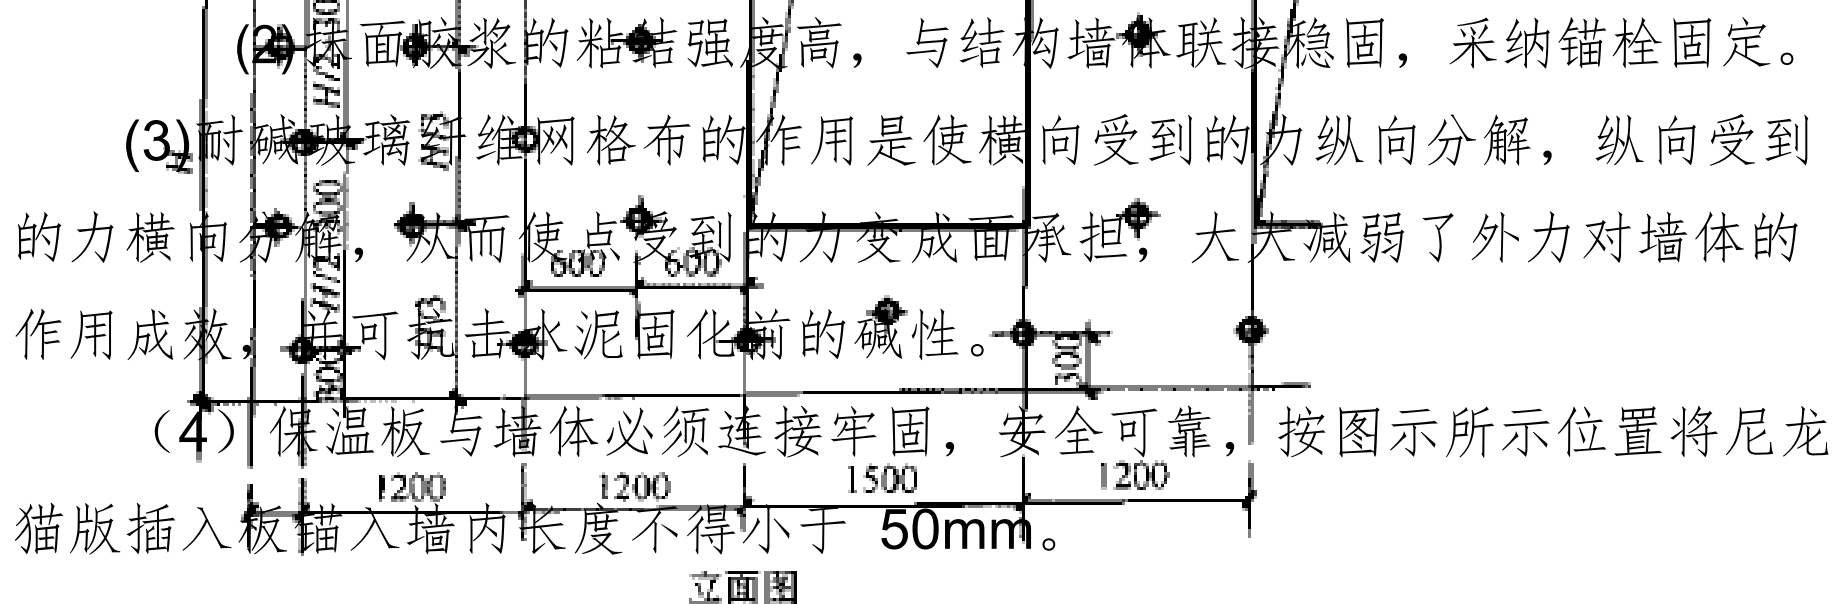 (2)抹面胶浆的粘结强度高，与结构墙体联接稳固，采纳锚栓固定。
(3)耐碱玻璃纤维网格布的作用是使横向受到的力纵向分解，纵向受到
的力横向分解，从而使点受到的力变成面承担，大大减弱了外力对墙体的
作用成效，并可抗击水泥固化前的碱性。
（4）保温板与墙体必须连接牢固，安全可靠，按图示所示位置将尼龙
猫版插入板锚入墙内长度不得小于 50mm。
H
600
600
300
300
1200
1200
1500
1200
立面图